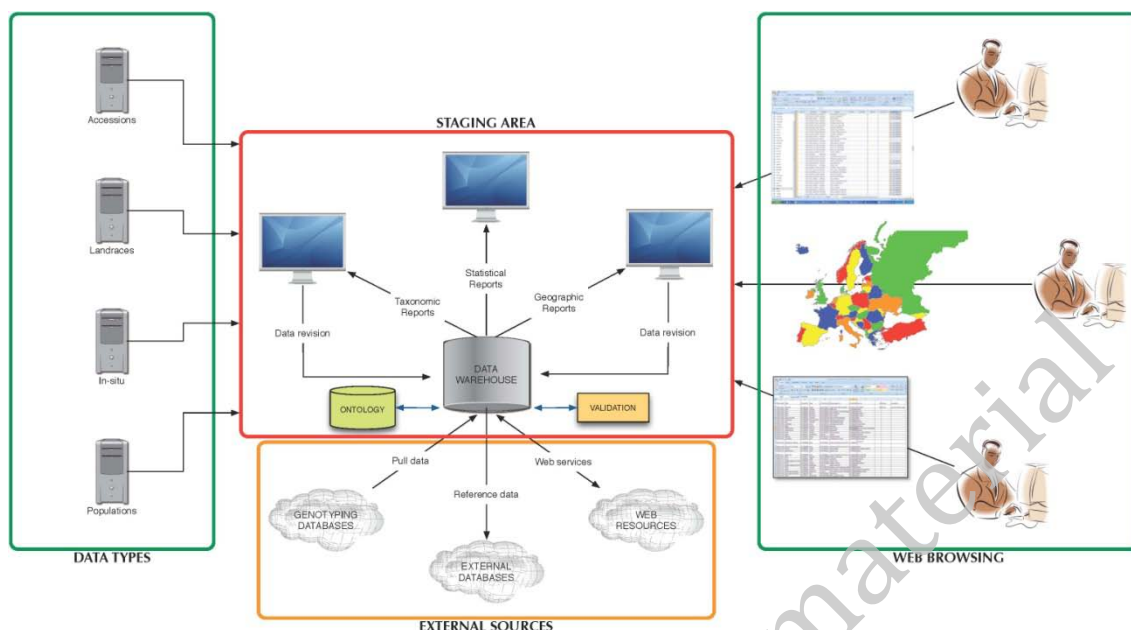 STAGING AREA
Accessions
Landraces
In-situ
Populations
DATA TYPES
Statistical
Reports
Taxonomic
Reports
Geographic
Reports
Data revision
Data revision
DATA
WAREHOUSE
ONTOLOGY
VALIDATION
Pull data
Web services
Reference data
GENOTYPING
DATABASES
WEB
RESOURCES
EXTERNAL
DATABASES
EXTERNAL SOURCES
WEB BROWSING
material